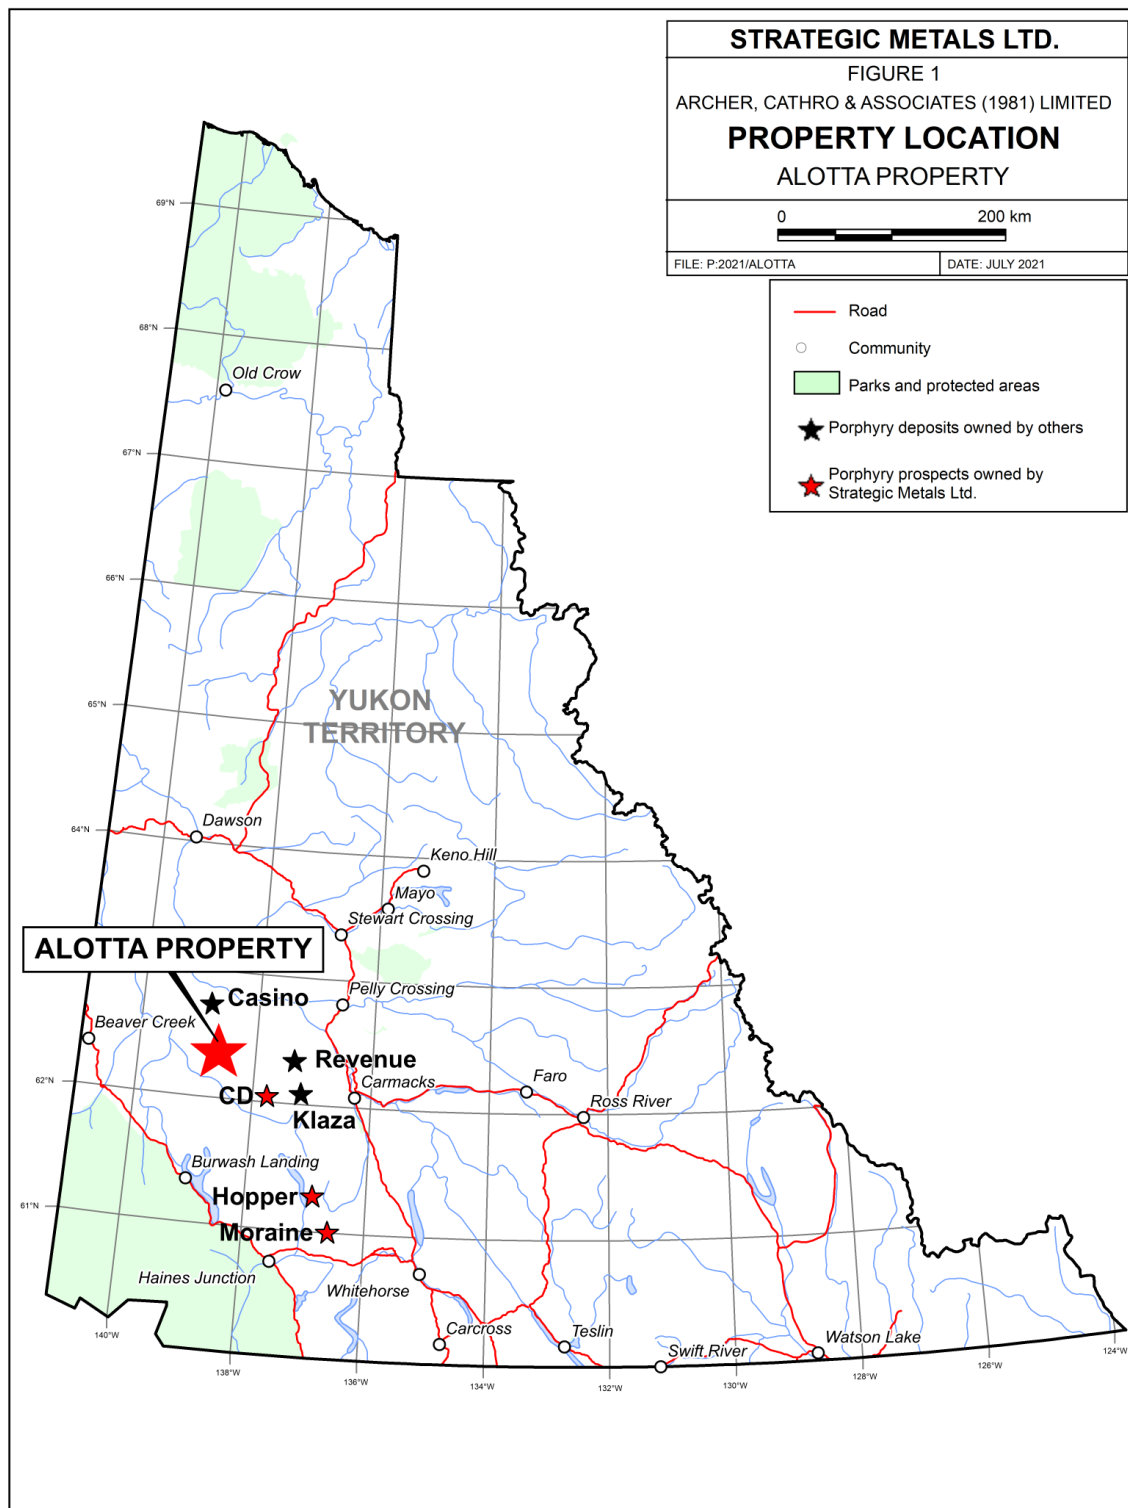 STRATEGIC METALS LTD.
FIGURE 1
ARCHER, CATHRO & ASSOCIATES (1981) LIMITED
PROPERTY LOCATION
ALOTTA PROPERTY
0 200 km
FILE: P:2021/ALOTTA DATE: JULY 2021
Road
Community
Parks and protected areas
Porphyry deposits owned by others
Porphyry prospects owned by
Strategic Metals Ltd.
69°N
68°N
Old Crow
67°N
66°N
65°N
YUKON
TERRITORY
64°N
Dawson
Keno Hill
Mayo
Stewart Crossing
ALOTTA PROPERTY
Pelly Crossing
Casino
Beaver Creek
Revenue
62°N
CD
Carmacks
Faro
Ross River
Klaza
Burwash Landing
61°N
Hopper
Moraine
Haines Junction
Whitehorse
Carcross
Teslin
Swift River
Watson Lake
140°W
138°W
136°W
134°W
132°W
130°W
128°W
126°W
124°W